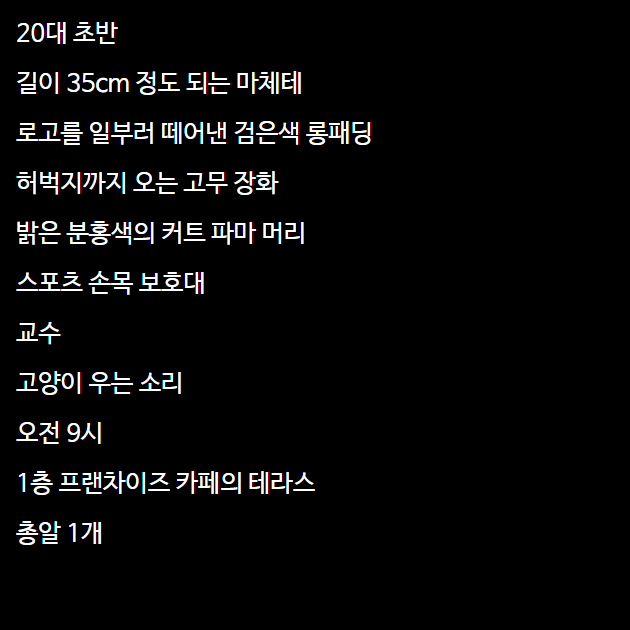 20대 초반
길이 35cm 정도 되는 마체테
로고를 일부러 떼어낸 검은색 롱패딩
허벅지까지 오는 고무 장화
밝은 분홍색의 커트 파마 머리
스포츠 손목 보호대
교수
고양이 우는 소리
오전 9시
1층 프랜차이즈 카페의 테라스
총알 1개